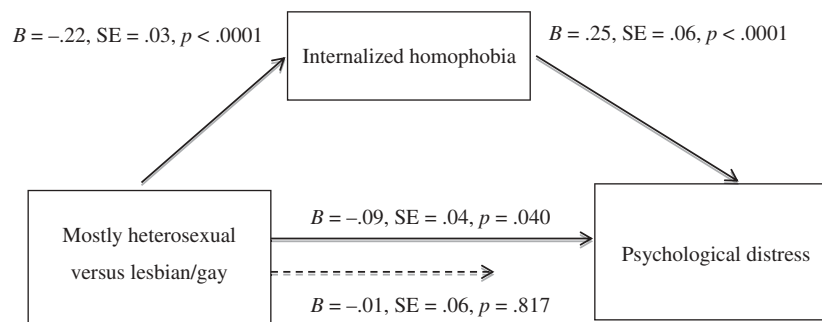 B = –.22, SE = .03, p < .0001
B = .25, SE = .06, p < .0001
Internalized homophobia
Mostly heterosexual
versus lesbian/gay
B = –.09, SE = .04, p = .040
B = –.01, SE = .06, p = .817
Psychological distress